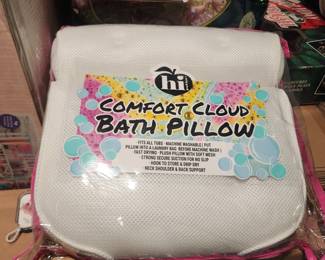 hi
COMFORT CLOUD
BATH PILLOW
· FITS ALL TUBS · MACHINE WASHABLE ( PUT
PILLOW INTO A LAUNDRY BAG BEFORE MACHINE WASH )
· FAST DRYING · PLUSH PILLOW WITH SOFT MESH
· STRONG SECURE SUCTION FOR NO SLIP
· HOOK TO STORE & DRIP DRY
· NECK SHOULDER & BACK SUPPORT